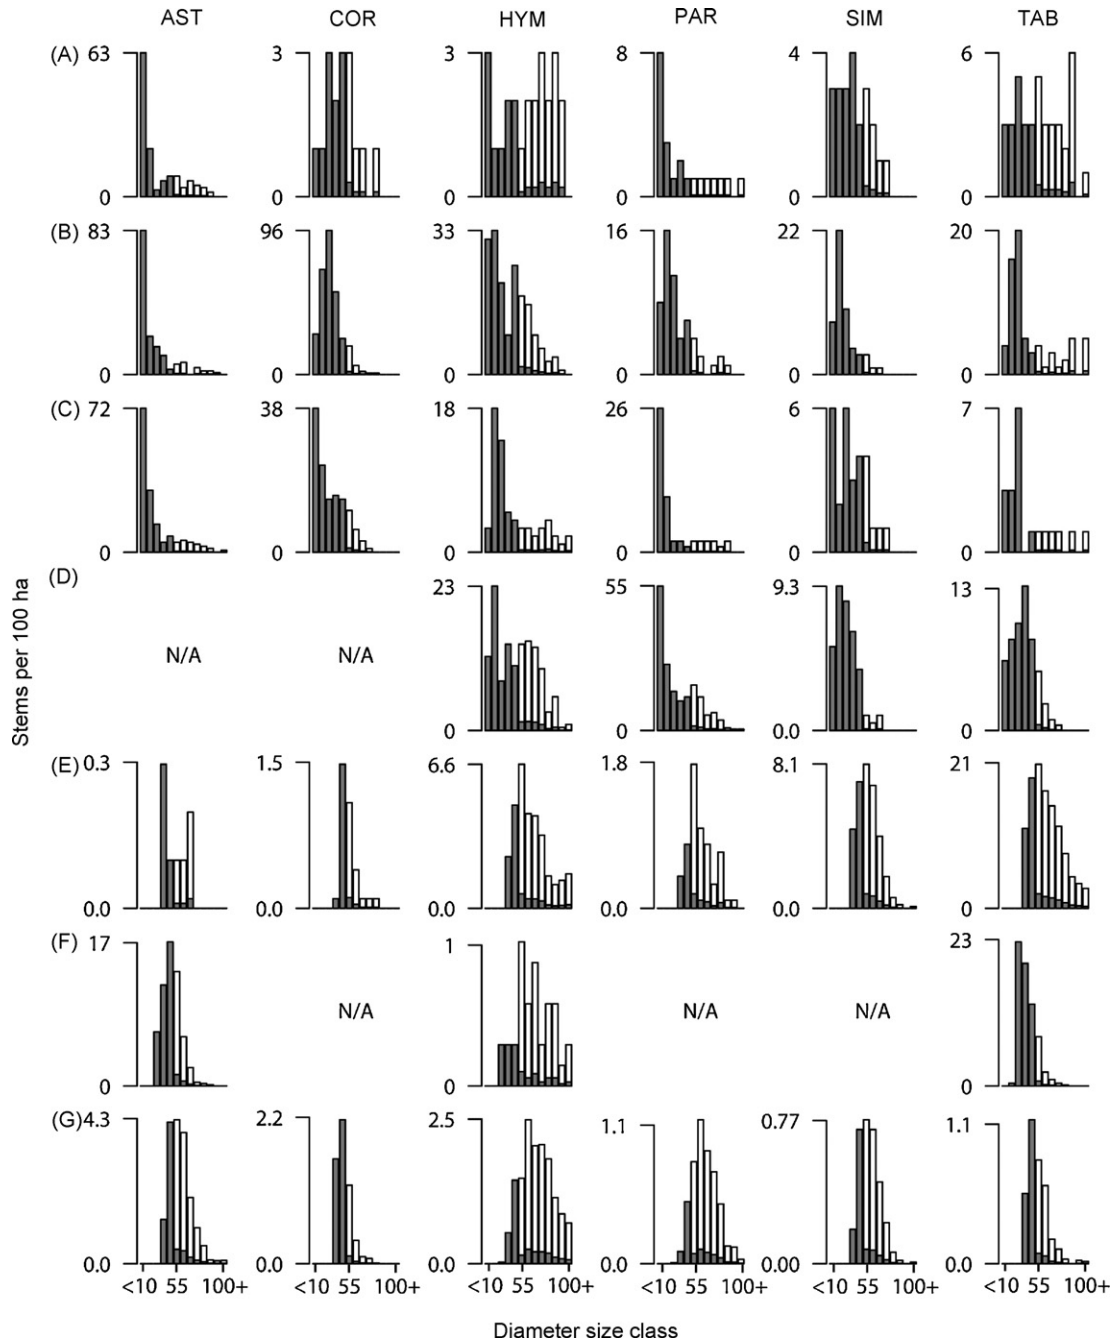 AST COR HYM PAR SIM TAB
(A) 63 3 3 8 4 6
0 0 0 0 0 0
(B) 83 96 33 16 22 20
0 0 0 0 0 0
(C) 72 38 18 26 6 7
0 0 0 0 0 0
(D) 23 55 9.3 13
N/A N/A
0 0 0.0 0
(E) 0.3 1.5 6.6 1.8 8.1 21
0.0 0.0 0.0 0.0 0.0 0
(F) 17 1 23
N/A N/A N/A
0 0 0
(G) 4.3 2.2 2.5 1.1 0.77 1.1
0.0 0.0 0.0 0.0 0.00 0.0
<10 55 100+ <10 55 100+ <10 55 100+ <10 55 100+ <10 55 100+ <10 55 100+
Stems per 100 ha
Diameter size class